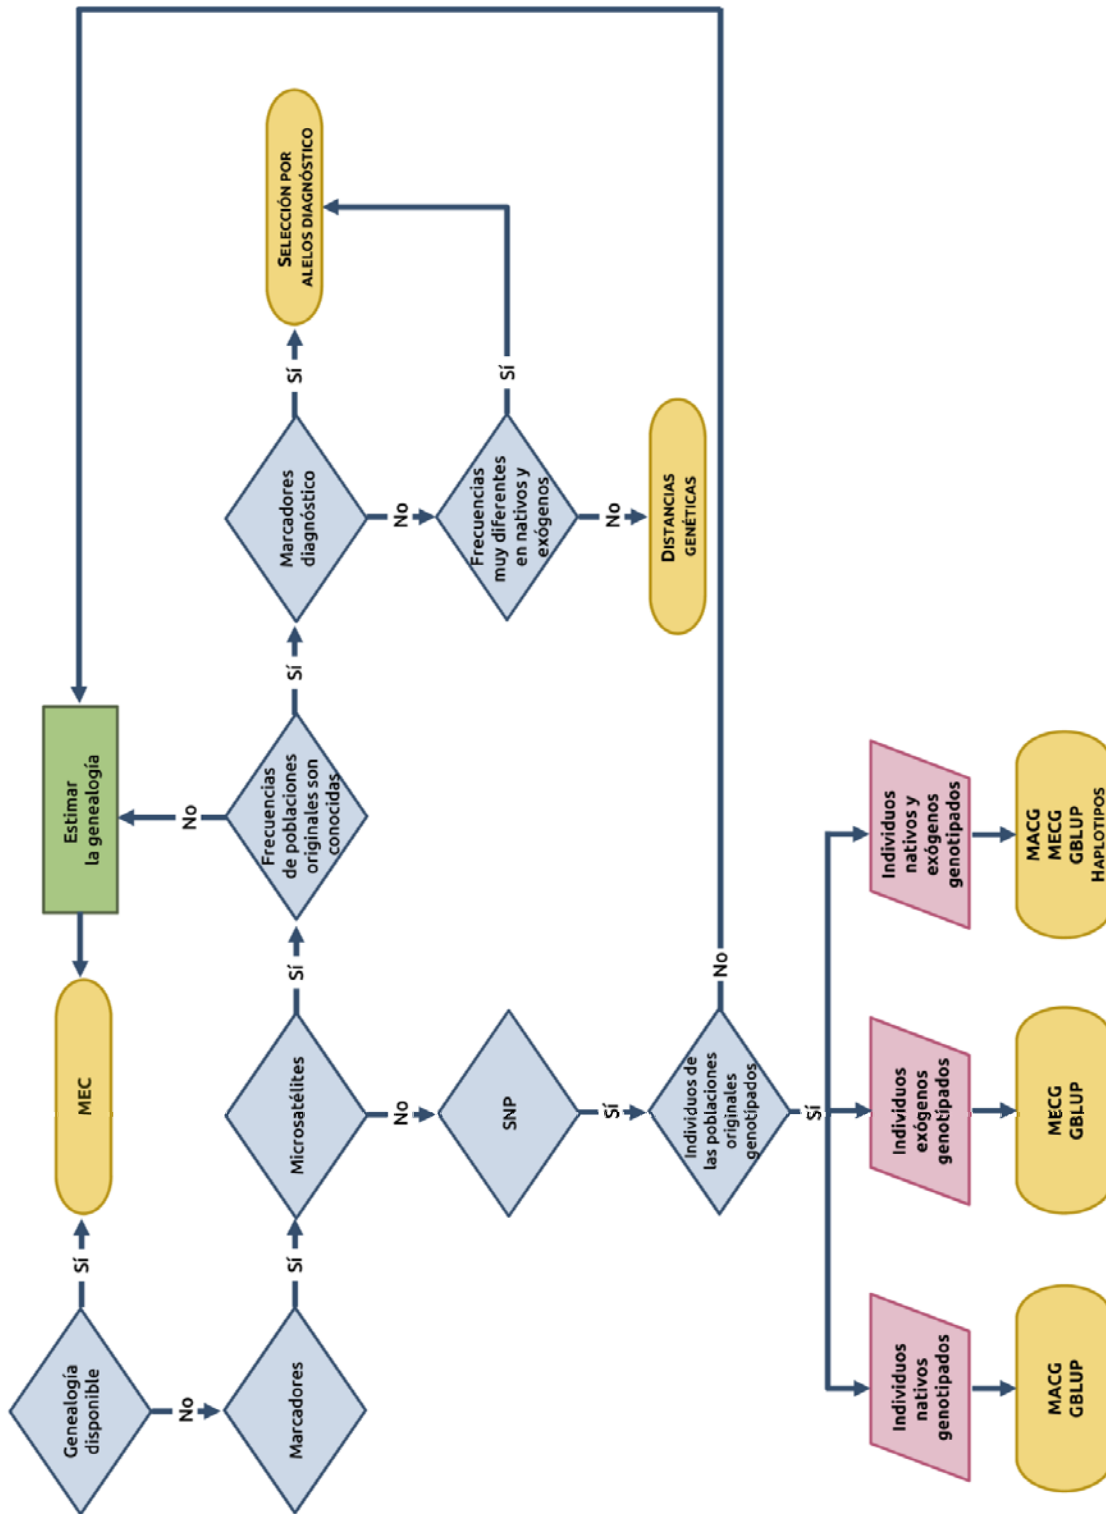 Genealogía
disponible
Sí
MEC
Estimar
la genealogía
No
Marcadores
Sí
Microsatélites
Sí
Frecuencias
de poblaciones
originales son
conocidas
No
Sí
Marcadores
diagnóstico
Sí
SELECCIÓN POR
ALELOS DIAGNÓSTICO
No
SNP
No
Frecuencias
muy diferentes
en nativos y
exógenos
Sí
Sí
No
Individuos de
las poblaciones
originales
genotipados
No
DISTANCIAS
GENÉTICAS
Sí
Individuos
nativos
genotipados
Individuos
exógenos
genotipados
Individuos
nativos y
exógenos
genotipados
MACG
GBLUP
MECG
GBLUP
MACG
MECG
GBLUP
HAPLOTIPOS